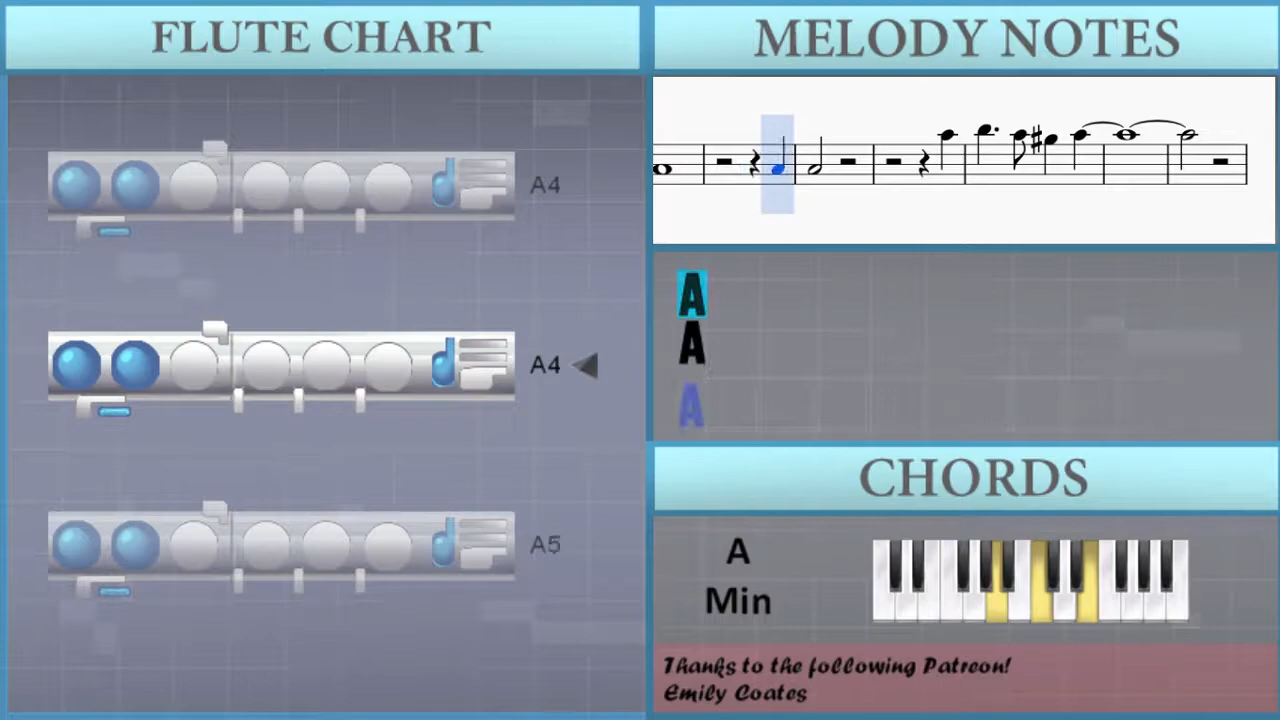 FLUTE CHART
A4
A4
A5
MELODY NOTES
A
A
A
CHORDS
A
Min
Thanks to the following Patreon!
Emily Coates